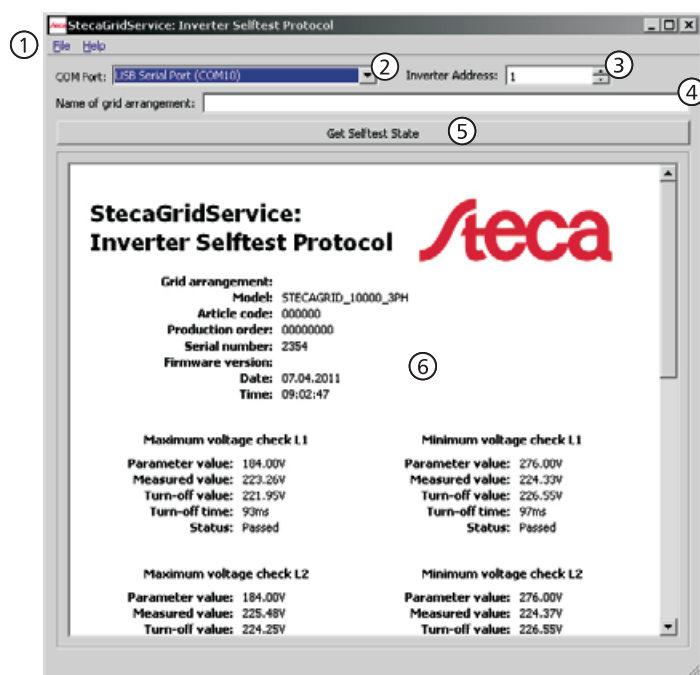 Steca StecaGridService: Inverter Selftest Protocol
① File Help
COM Port: USB Serial Port (COM10) ② Inverter Address: 1 ③
Name of grid arrangement: ④
Get Selftest State ⑤
StecaGridService: Steca
Inverter Selftest Protocol
Grid arrangement:
Model: STECAGRID_10000_3PH
Article code: 000000
Production order: 00000000
Serial number: 2354
Firmware version: ⑥
Date: 07.04.2011
Time: 09:02:47
Maximum voltage check L1 Minimum voltage check L1
Parameter value: 184.00V Parameter value: 276.00V
Measured value: 223.26V Measured value: 224.33V
Turn-off value: 221.95V Turn-off value: 226.55V
Turn-off time: 93ms Turn-off time: 97ms
Status: Passed Status: Passed
Maximum voltage check L2 Minimum voltage check L2
Parameter value: 184.00V Parameter value: 276.00V
Measured value: 225.48V Measured value: 224.37V
Turn-off value: 224.25V Turn-off value: 226.55V